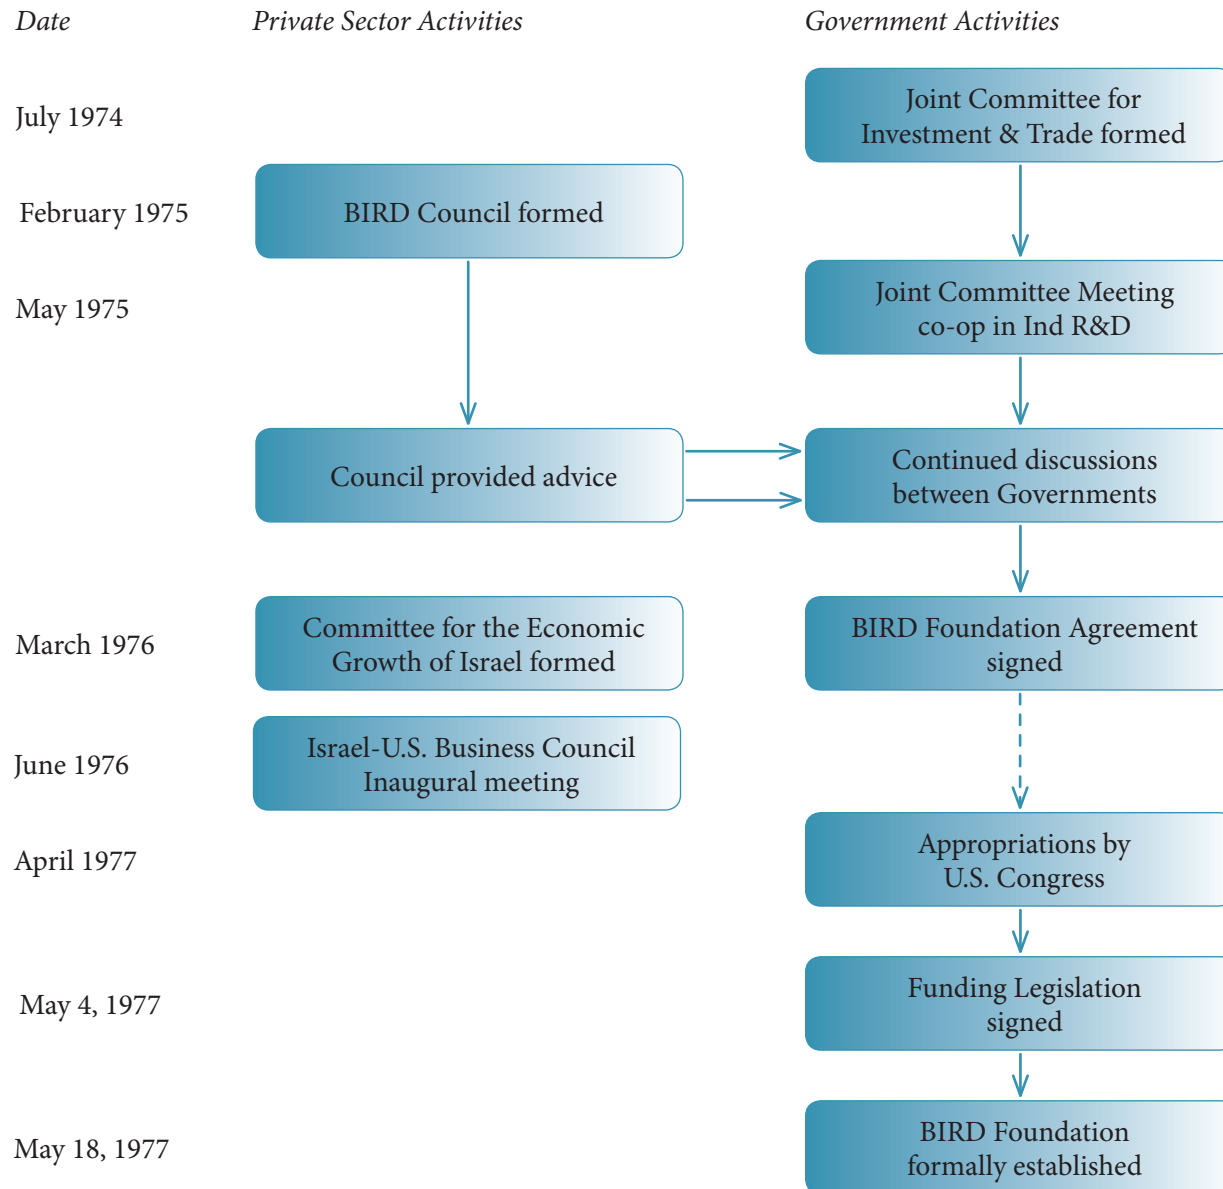 Date Private Sector Activities Government Activities
July 1974
Joint Committee for
Investment & Trade formed
February 1975
BIRD Council formed
May 1975
Joint Committee Meeting
co-op in Ind R&D
Council provided advice
Continued discussions
between Governments
March 1976
Committee for the Economic
Growth of Israel formed
BIRD Foundation Agreement
signed
June 1976
Israel-U.S. Business Council
Inaugural meeting
April 1977
Appropriations by
U.S. Congress
May 4, 1977
Funding Legislation
signed
May 18, 1977
BIRD Foundation
formally established